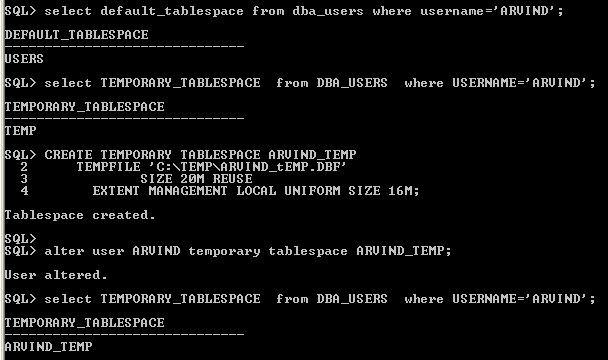 SQL> select default_tablespace from dba_users where username='ARVIND';
DEFAULT_TABLESPACE
------------------------------
USERS
SQL> select TEMPORARY_TABLESPACE  from DBA_USERS  where USERNAME='ARVIND';
TEMPORARY_TABLESPACE
------------------------------
TEMP
SQL> CREATE TEMPORARY TABLESPACE ARVIND_TEMP
  2      TEMPFILE 'C:\TEMP\ARVIND_tEMP.DBF'
  3              SIZE 20M REUSE
  4        EXTENT MANAGEMENT LOCAL UNIFORM SIZE 16M;
Tablespace created.
SQL>
SQL> alter user ARVIND temporary tablespace ARVIND_TEMP;
User altered.
SQL> select TEMPORARY_TABLESPACE  from DBA_USERS  where USERNAME='ARVIND';
TEMPORARY_TABLESPACE
------------------------------
ARVIND_TEMP